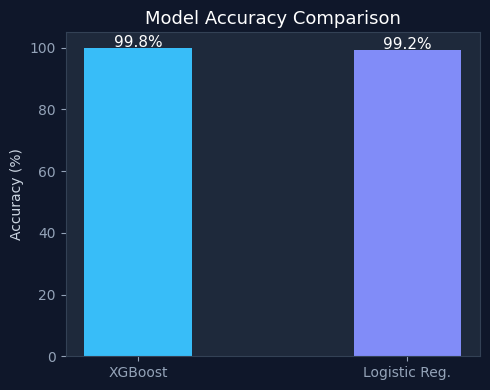 Model Accuracy Comparison
Accuracy (%)
100
80
60
40
20
0
99.8%
99.2%
XGBoost
Logistic Reg.